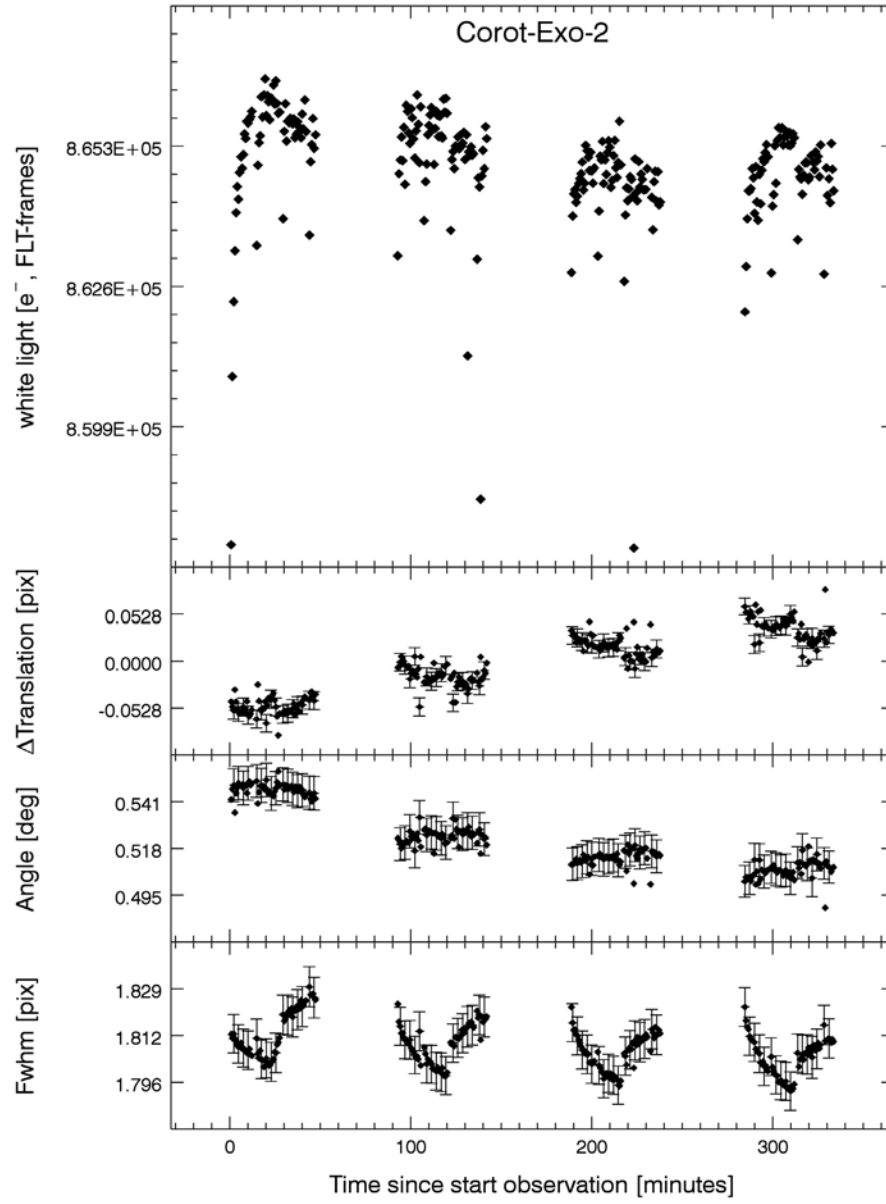 Corot-Exo-2
white light [e⁻, FLT-frames]
8.653E+05
8.626E+05
8.599E+05
ΔTranslation [pix]
0.0528
0.0000
-0.0528
Angle [deg]
0.541
0.518
0.495
Fwhm [pix]
1.829
1.812
1.796
0 100 200 300
Time since start observation [minutes]